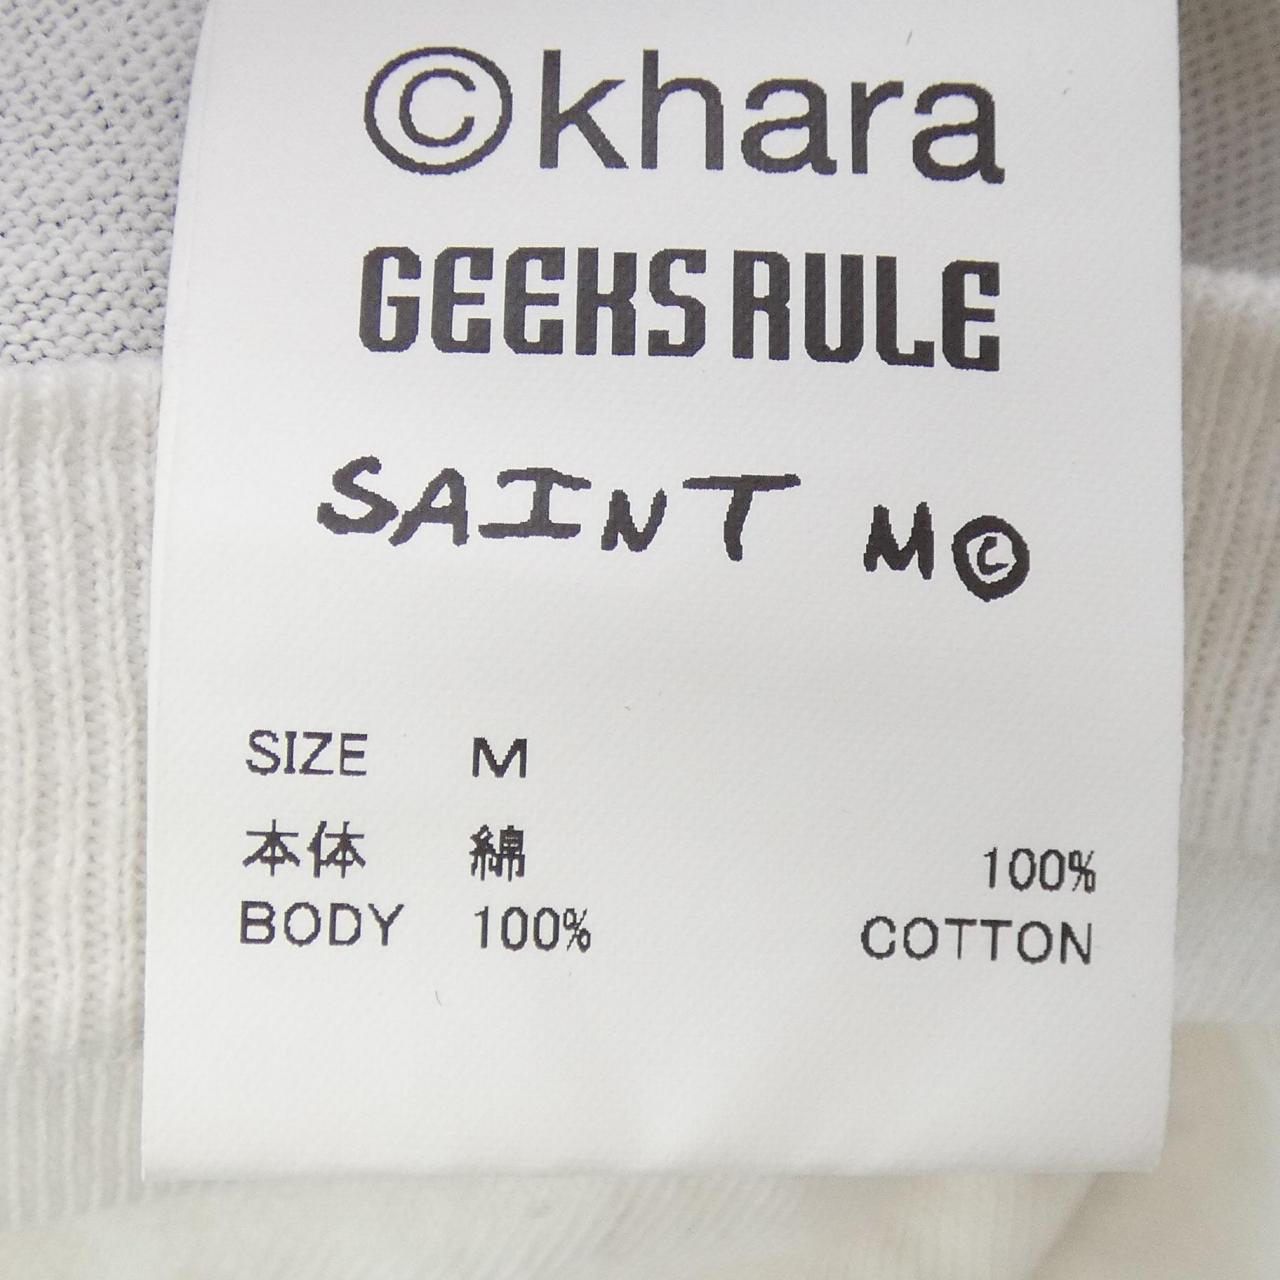 ©khara
GEEKS RULE
SAINT M©
SIZE M
本体 綿 100%
BODY 100% COTTON